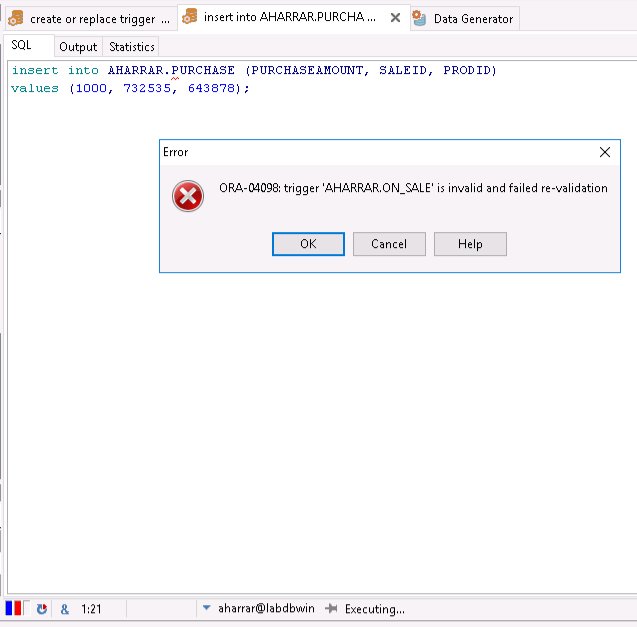 create or replace trigger ...
insert into AHARRAR.PURCHA ...
Data Generator
SQL
Output
Statistics
insert into AHARRAR.PURCHASE (PURCHASEAMOUNT, SALEID, PRODID)
values (1000, 732535, 643878);
Error
ORA-04098: trigger 'AHARRAR.ON_SALE' is invalid and failed re-validation
OK
Cancel
Help
& 1:21
aharrar@labdbwin
Executing...